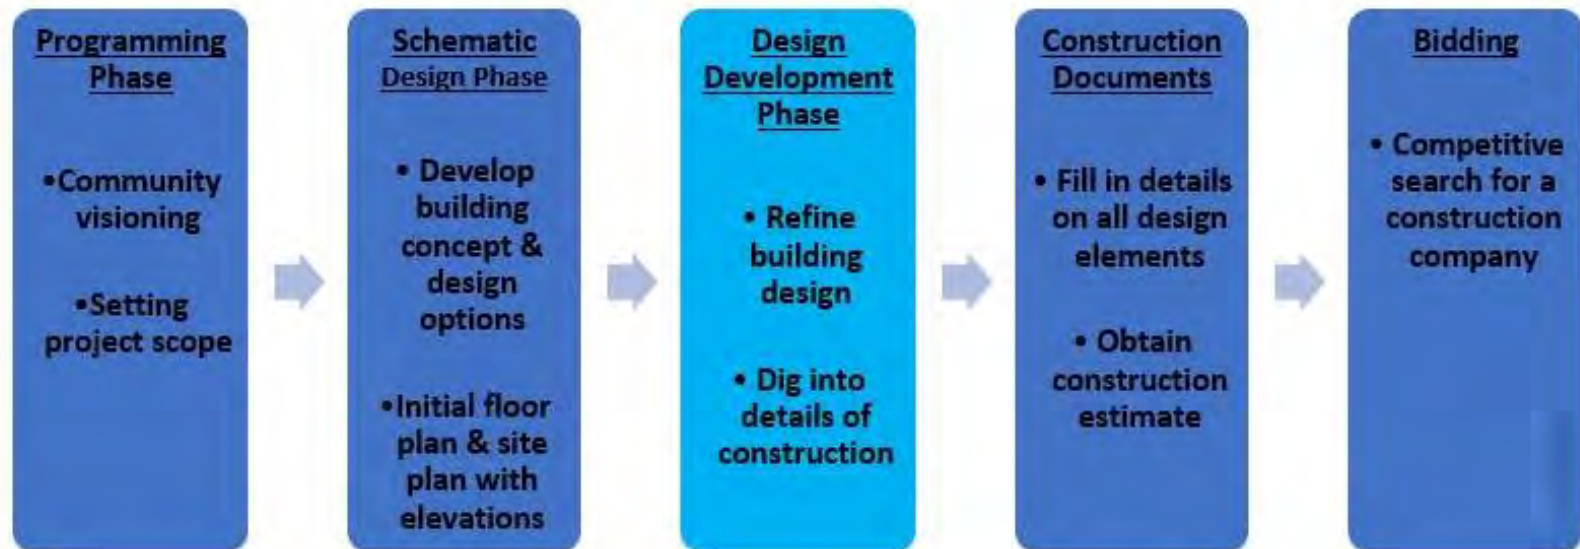 Programming
Phase
•Community
visioning
•Setting
project scope
Schematic
Design Phase
• Develop
building
concept &
design
options
•Initial floor
plan & site
plan with
elevations
Design
Development
Phase
• Refine
building
design
• Dig into
details of
construction
Construction
Documents
• Fill in details
on all design
elements
• Obtain
construction
estimate
Bidding
• Competitive
search for a
construction
company